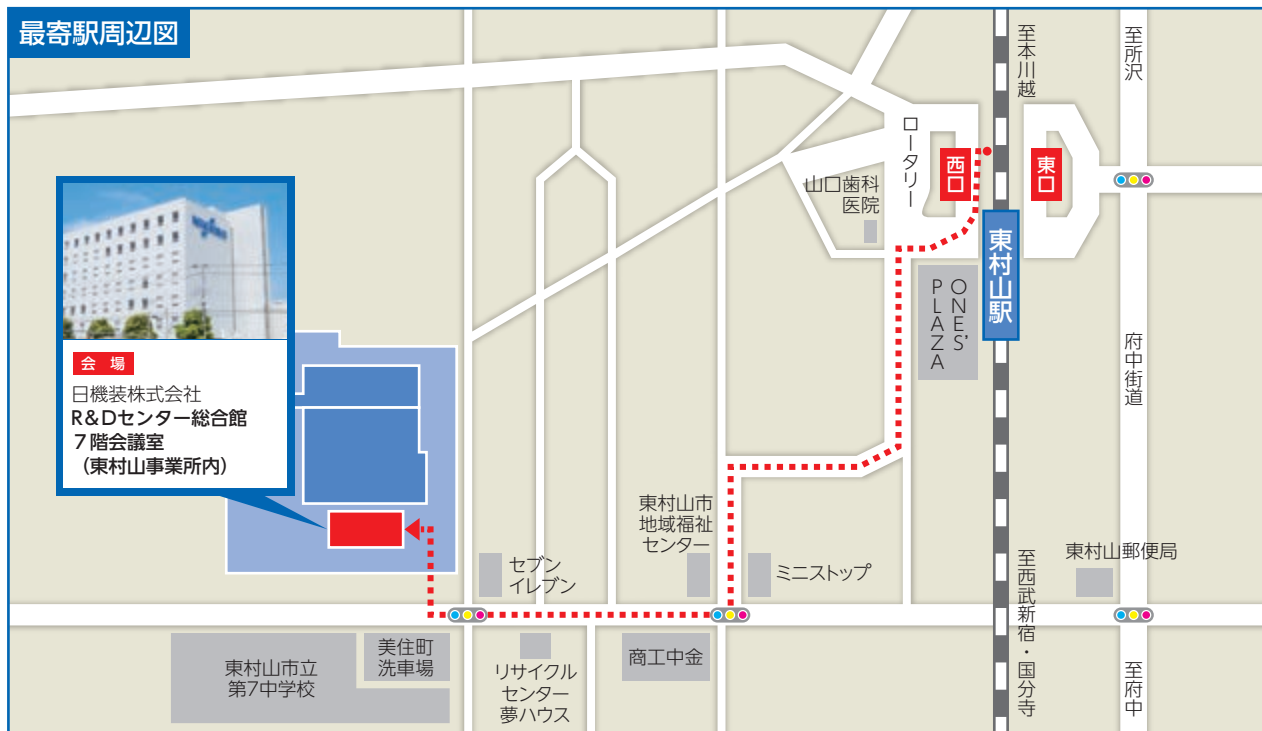 最寄駅周辺図
至本川越
至所沢
ロータリー
西口
東口
山口歯科
医院
東村山駅
ONES'
PLAZA
府中街道
会 場
日機装株式会社
R&Dセンター総合館
7階会議室
（東村山事業所内）
東村山市
地域福祉
センター
セブン
イレブン
ミニストップ
東村山郵便局
至西武新宿・国分寺
美住町
洗車場
東村山市立
第7中学校
リサイクル
センター
夢ハウス
商工中金
至府中